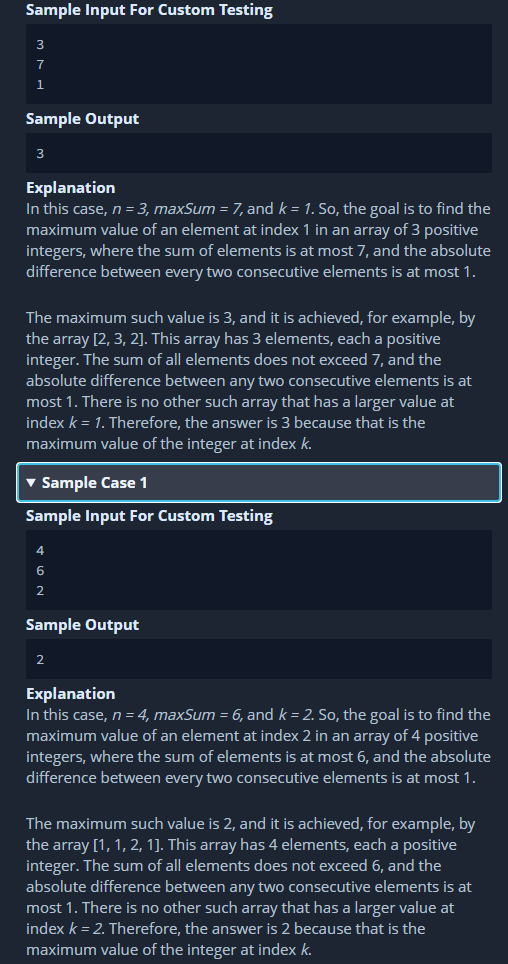 Sample Input For Custom Testing
3
7
1
Sample Output
3
Explanation
In this case, n = 3, maxSum = 7, and k = 1. So, the goal is to find the
maximum value of an element at index 1 in an array of 3 positive
integers, where the sum of elements is at most 7, and the absolute
difference between every two consecutive elements is at most 1.
The maximum such value is 3, and it is achieved, for example, by
the array [2, 3, 2]. This array has 3 elements, each a positive
integer. The sum of all elements does not exceed 7, and the
absolute difference between any two consecutive elements is at
most 1. There is no other such array that has a larger value at
index k = 1. Therefore, the answer is 3 because that is the
maximum value of the integer at index k.
▼ Sample Case 1
Sample Input For Custom Testing
4
6
2
Sample Output
2
Explanation
In this case, n = 4, maxSum = 6, and k = 2. So, the goal is to find the
maximum value of an element at index 2 in an array of 4 positive
integers, where the sum of elements is at most 6, and the absolute
difference between every two consecutive elements is at most 1.
The maximum such value is 2, and it is achieved, for example, by
the array [1, 1, 2, 1]. This array has 4 elements, each a positive
integer. The sum of all elements does not exceed 6, and the
absolute difference between any two consecutive elements is at
most 1. There is no other such array that has a larger value at
index k = 2. Therefore, the answer is 2 because that is the
maximum value of the integer at index k.